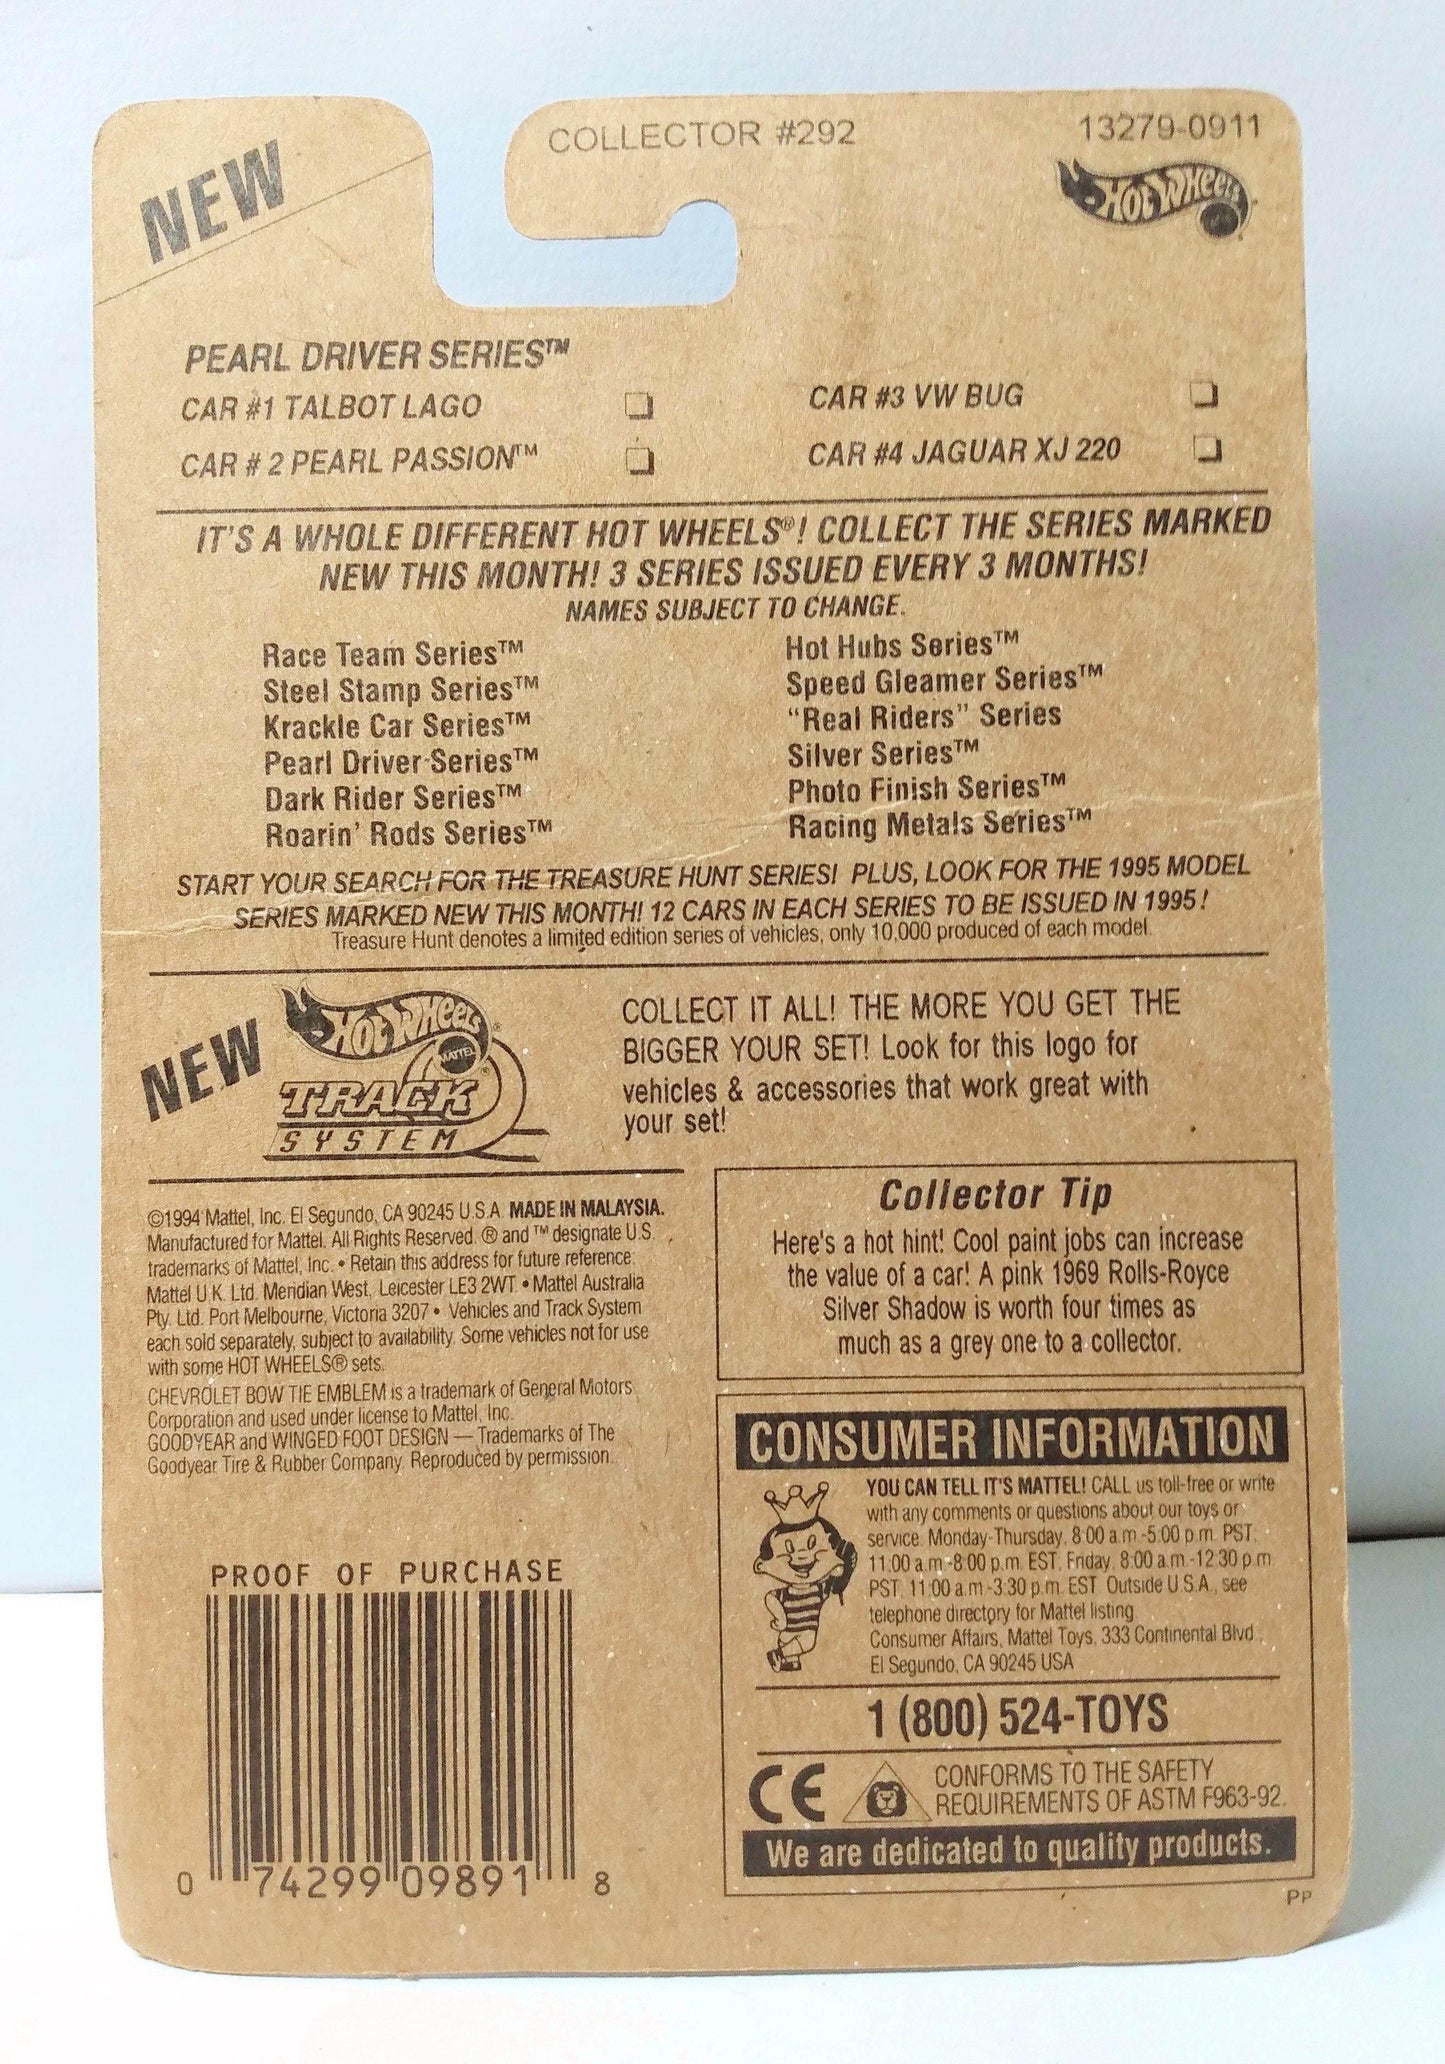 NEW
COLLECTOR #292
13279-0911
HOT WHEELS
PEARL DRIVER SERIES™
CAR #1 TALBOT LAGO
CAR # 2 PEARL PASSION™
CAR #3 VW BUG
CAR #4 JAGUAR XJ 220
IT'S A WHOLE DIFFERENT HOT WHEELS®! COLLECT THE SERIES MARKED
NEW THIS MONTH! 3 SERIES ISSUED EVERY 3 MONTHS!
NAMES SUBJECT TO CHANGE.
Race Team Series™
Steel Stamp Series™
Krackle Car Series™
Pearl Driver Series™
Dark Rider Series™
Roarin' Rods Series™
Hot Hubs Series™
Speed Gleamer Series™
"Real Riders" Series
Silver Series™
Photo Finish Series™
Racing Metals Series™
START YOUR SEARCH FOR THE TREASURE HUNT SERIES! PLUS, LOOK FOR THE 1995 MODEL
SERIES MARKED NEW THIS MONTH! 12 CARS IN EACH SERIES TO BE ISSUED IN 1995!
Treasure Hunt denotes a limited edition series of vehicles, only 10,000 produced of each model.
NEW
HOT WHEELS
MATTEL
TRACK
SYSTEM
COLLECT IT ALL! THE MORE YOU GET THE
BIGGER YOUR SET! Look for this logo for
vehicles & accessories that work great with
your set!
©1994 Mattel, Inc. El Segundo, CA 90245 U.S.A. MADE IN MALAYSIA.
Manufactured for Mattel. All Rights Reserved. ® and ™ designate U.S.
trademarks of Mattel, Inc. • Retain this address for future reference:
Mattel U.K. Ltd. Meridian West, Leicester LE3 2WT. • Mattel Australia
Pty. Ltd. Port Melbourne, Victoria 3207 • Vehicles and Track System
each sold separately, subject to availability. Some vehicles not for use
with some HOT WHEELS® sets.
CHEVROLET BOW TIE EMBLEM is a trademark of General Motors
Corporation and used under license to Mattel, Inc.
GOODYEAR and WINGED FOOT DESIGN — Trademarks of The
Goodyear Tire & Rubber Company. Reproduced by permission.
Collector Tip
Here's a hot hint! Cool paint jobs can increase
the value of a car! A pink 1969 Rolls-Royce
Silver Shadow is worth four times as
much as a grey one to a collector.
CONSUMER INFORMATION
YOU CAN TELL IT'S MATTEL! CALL us toll-free or write
with any comments or questions about our toys or
service. Monday-Thursday, 8:00 a.m.-5:00 p.m. PST;
11:00 a.m.-8:00 p.m. EST; Friday, 8:00 a.m.-12:30 p.m.
PST, 11:00 a.m.-3:30 p.m. EST. Outside U.S.A., see
telephone directory for Mattel listing.
Consumer Affairs, Mattel Toys, 333 Continental Blvd.,
El Segundo, CA 90245 USA
1 (800) 524-TOYS
CE
CONFORMS TO THE SAFETY
REQUIREMENTS OF ASTM F963-92.
We are dedicated to quality products.
PP
PROOF OF PURCHASE
0 74299 09891 8